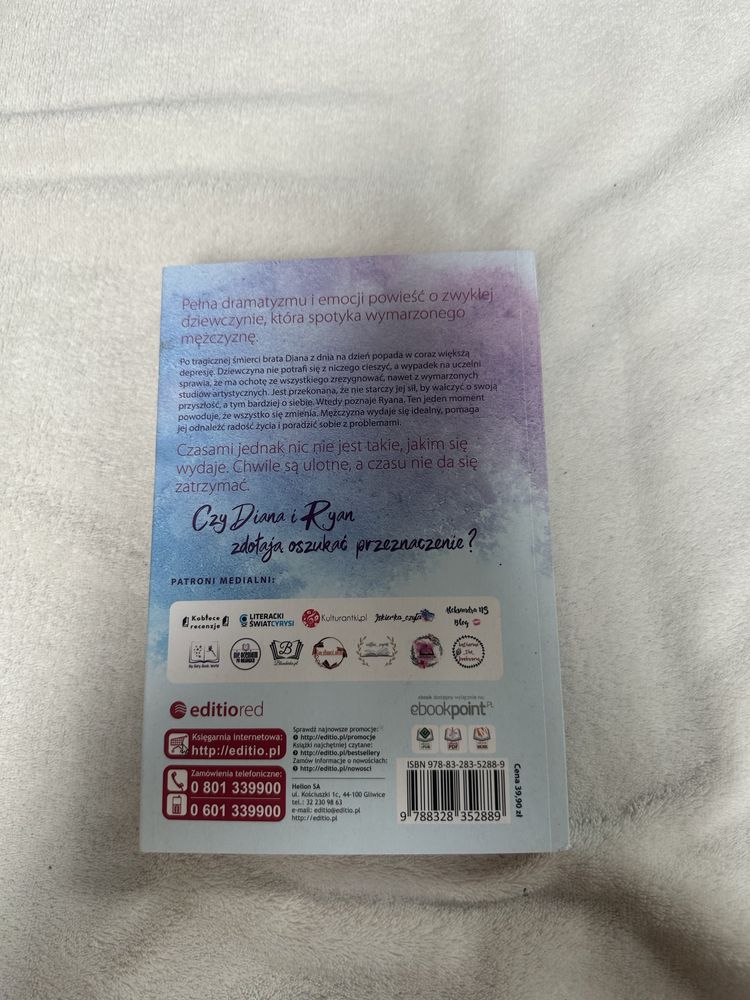 Pełna dramatyzmu i emocji powieść o zwykłej
dziewczynie, która spotyka wymarzonego
mężczyznę.
Po tragicznej śmierci brata Diana z dnia na dzień popada w coraz większą
depresję. Dziewczyna nie potrafi się z niczego cieszyć, a wypadek na uczelni
sprawia, że ma ochotę ze wszystkiego zrezygnować, nawet z wymarzonych
studiów artystycznych. Jest przekonana, że nie starczy jej sił, by walczyć o swoją
przyszłość, a tym bardziej o siebie. Wtedy poznaje Ryana. Ten jeden moment
powoduje, że wszystko się zmienia. Mężczyzna wydaje się idealny, pomaga
jej odnaleźć radość życia i poradzić sobie z problemami.
Czasami jednak nic nie jest takie, jakim się
wydaje. Chwile są ulotne, a czasu nie da się
zatrzymać.
Czy Diana i Ryan
zdołają oszukać przeznaczenie?
PATRONI MEDIALNI:
Kobiece
recenzje
LITERACKI
ŚWIAT CYRYSI
Kulturantki.pl
Iskierka_czyta
Aleksandra NS
Blog
editiored
ebook dostępny wyłącznie na:
ebookpoint.pl
Księgarnia internetowa:
http://editio.pl
Zamówienia telefoniczne:
0 801 339900
0 601 339900
Sprawdź najnowsze promocje:
http://editio.pl/promocje
Książki najchętniej czytane:
http://editio.pl/bestsellery
Zamów informacje o nowościach:
http://editio.pl/nowosci
Helion SA
ul. Kościuszki 1c, 44-100 Gliwice
tel.: 32 230 98 63
e-mail: editio@editio.pl
http://editio.pl
PDF
ISBN 978-83-283-5288-9
9 788328 352889
Cena 39,90 zł